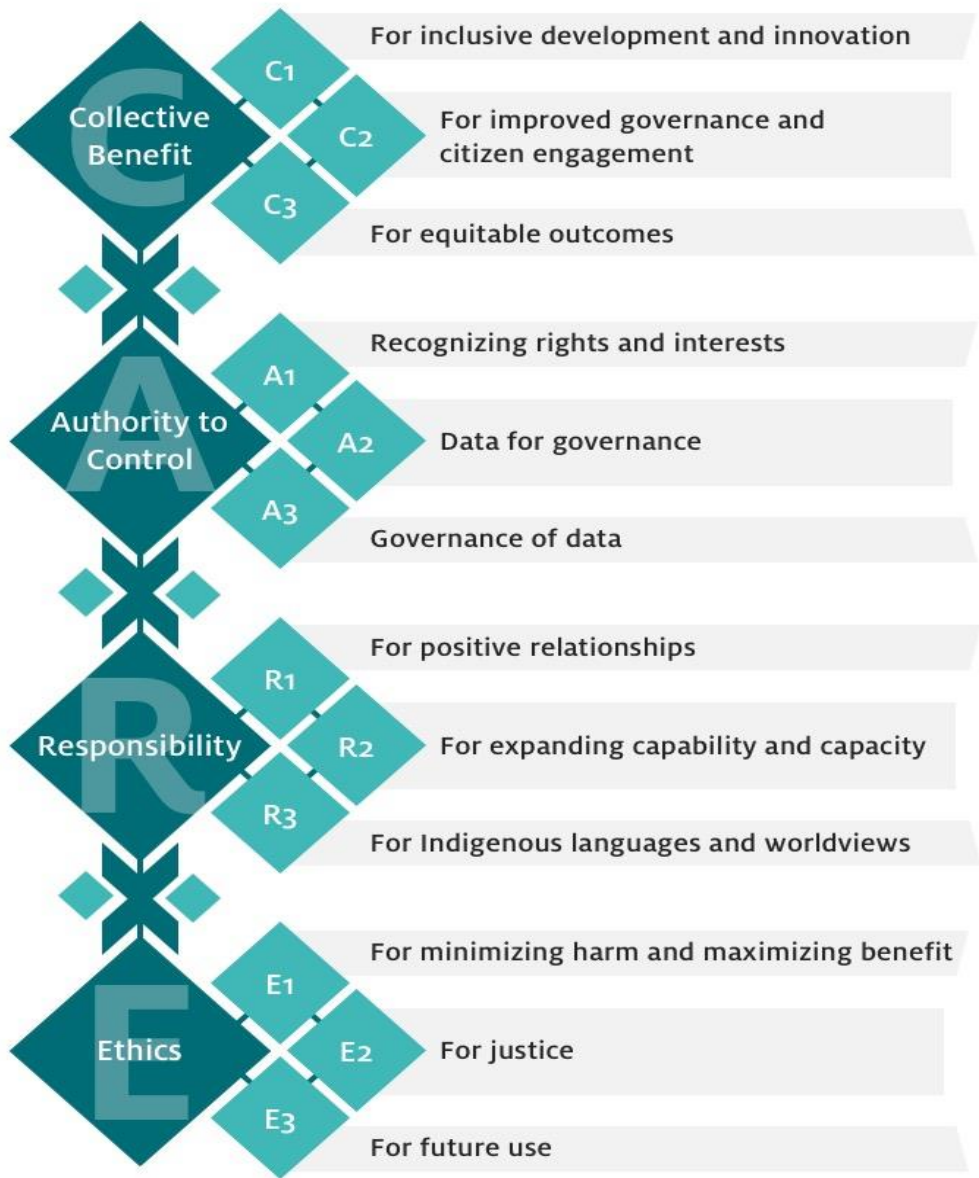 C
Collective
Benefit
C1
For inclusive development and innovation
C2
For improved governance and
citizen engagement
C3
For equitable outcomes
A
Authority to
Control
A1
Recognizing rights and interests
A2
Data for governance
A3
Governance of data
R
Responsibility
R1
For positive relationships
R2
For expanding capability and capacity
R3
For Indigenous languages and worldviews
E
Ethics
E1
For minimizing harm and maximizing benefit
E2
For justice
E3
For future use